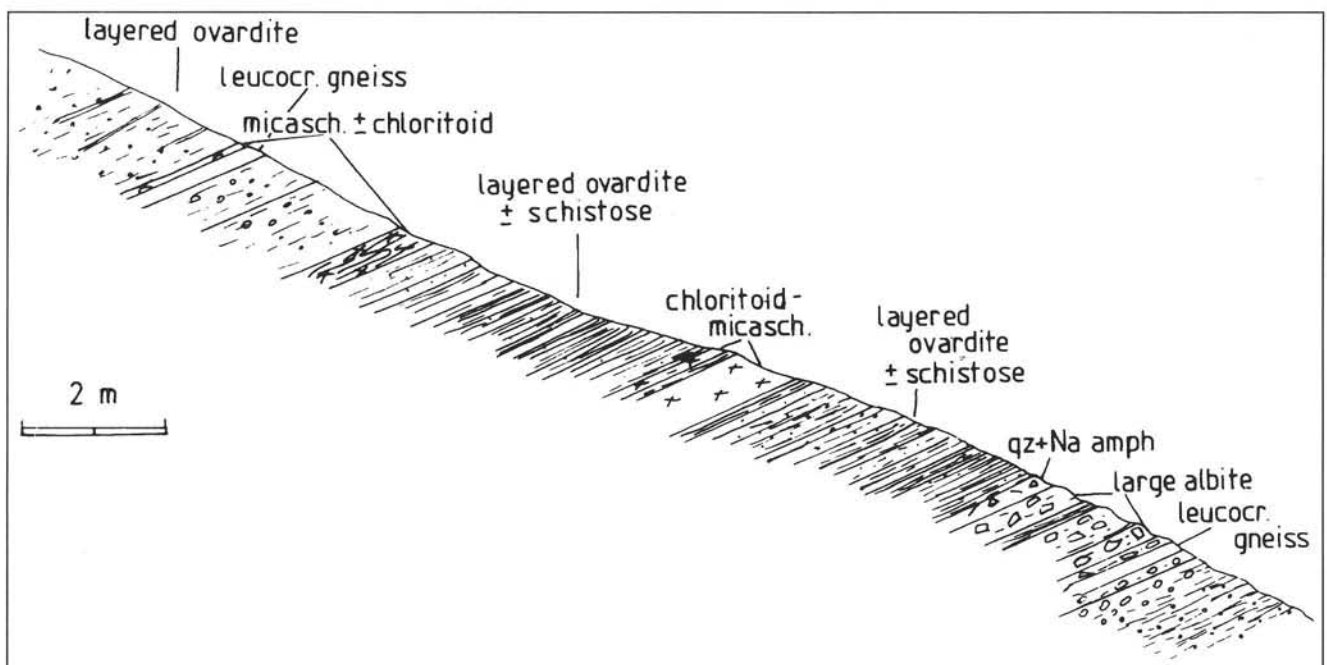 layered ovardite
leucocr. gneiss
micasch. ± chloritoid
layered ovardite
± schistose
chloritoid-
micasch.
layered
ovardite
± schistose
2 m
qz+Na amph
large albite
leucocr.
gneiss